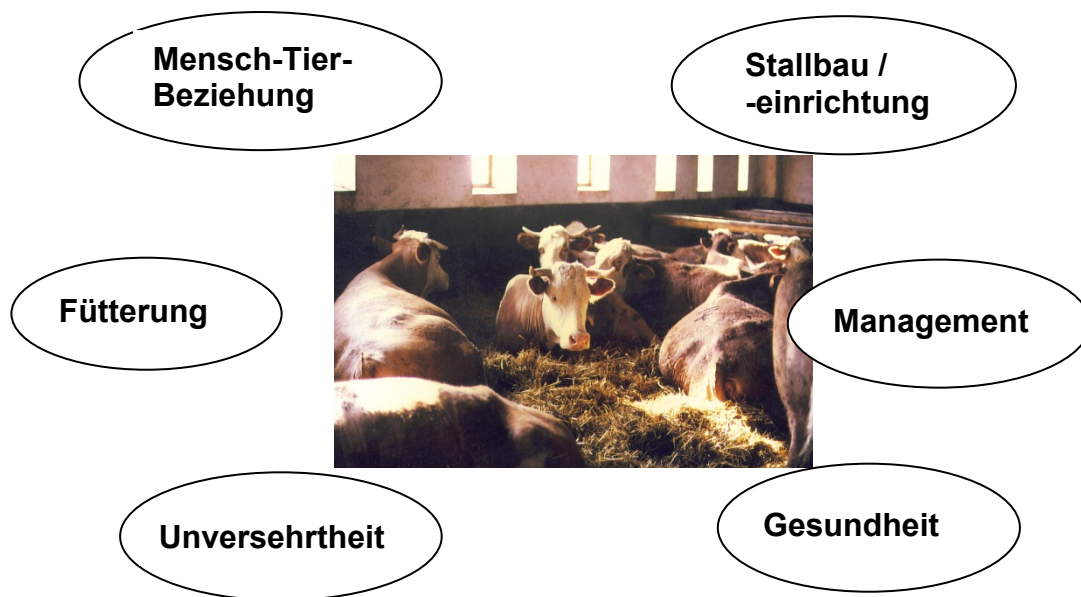 Mensch-Tier-
Beziehung
Stallbau /
-einrichtung
Fütterung
Management
Unversehrtheit
Gesundheit